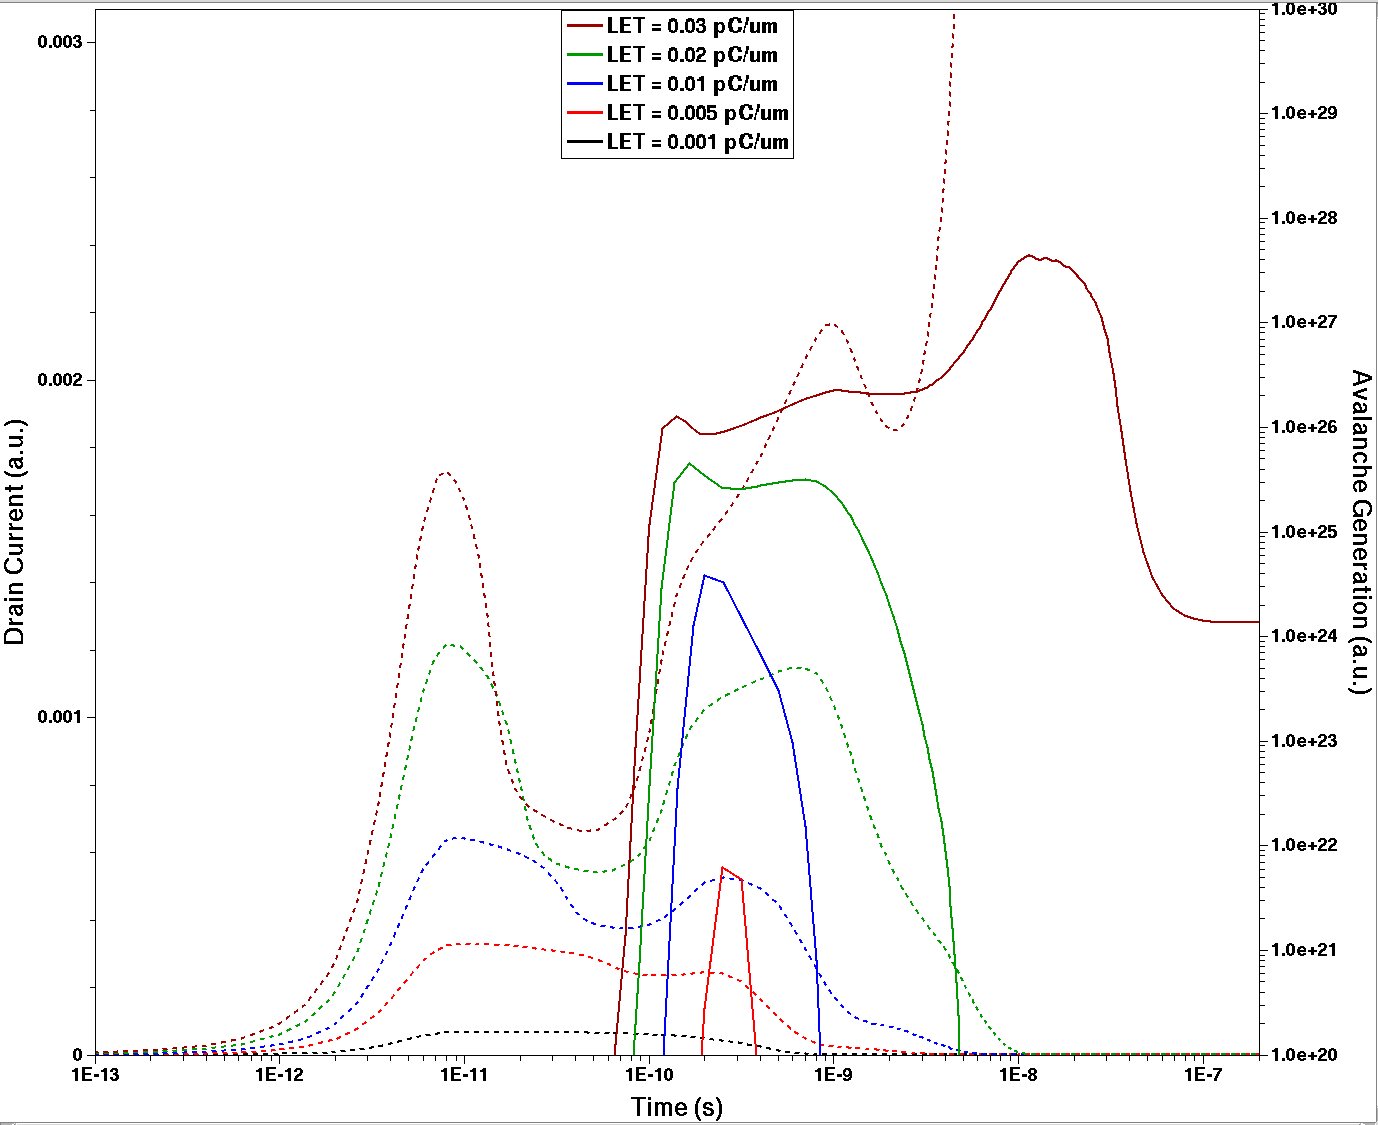 LET = 0.03 pC/um
LET = 0.02 pC/um
LET = 0.01 pC/um
LET = 0.005 pC/um
LET = 0.001 pC/um
Drain Current (a.u.)
0.003
0.002
0.001
0
1.0e+30
1.0e+29
1.0e+28
1.0e+27
1.0e+26
1.0e+25
1.0e+24
1.0e+23
1.0e+22
1.0e+21
1.0e+20
Avalanche Generation (a.u.)
1E-13 1E-12 1E-11 1E-10 1E-9 1E-8 1E-7
Time (s)